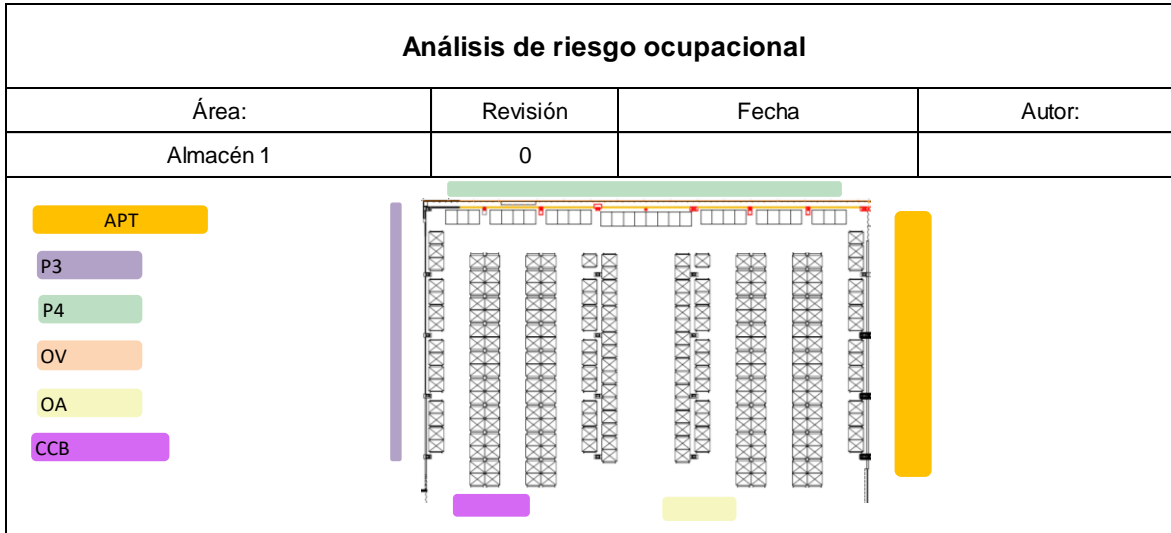 Análisis de riesgo ocupacional
Área: Revisión Fecha Autor:
Almacén 1 0
APT
P3
P4
OV
OA
CCB